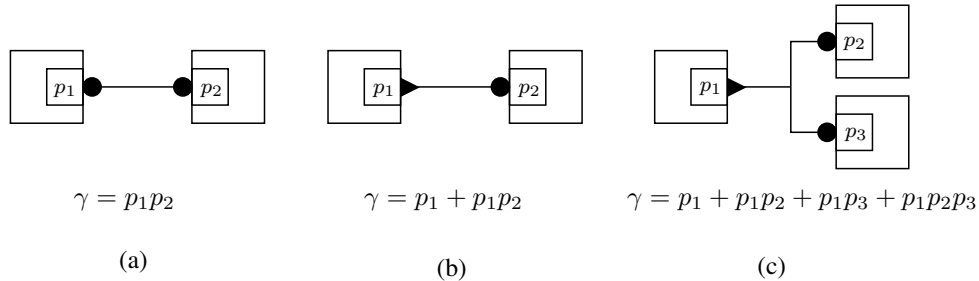 p₁ p₂
γ = p₁p₂
(a)
p₁ p₂
γ = p₁ + p₁p₂
(b)
p₁ p₂
p₃
γ = p₁ + p₁p₂ + p₁p₃ + p₁p₂p₃
(c)